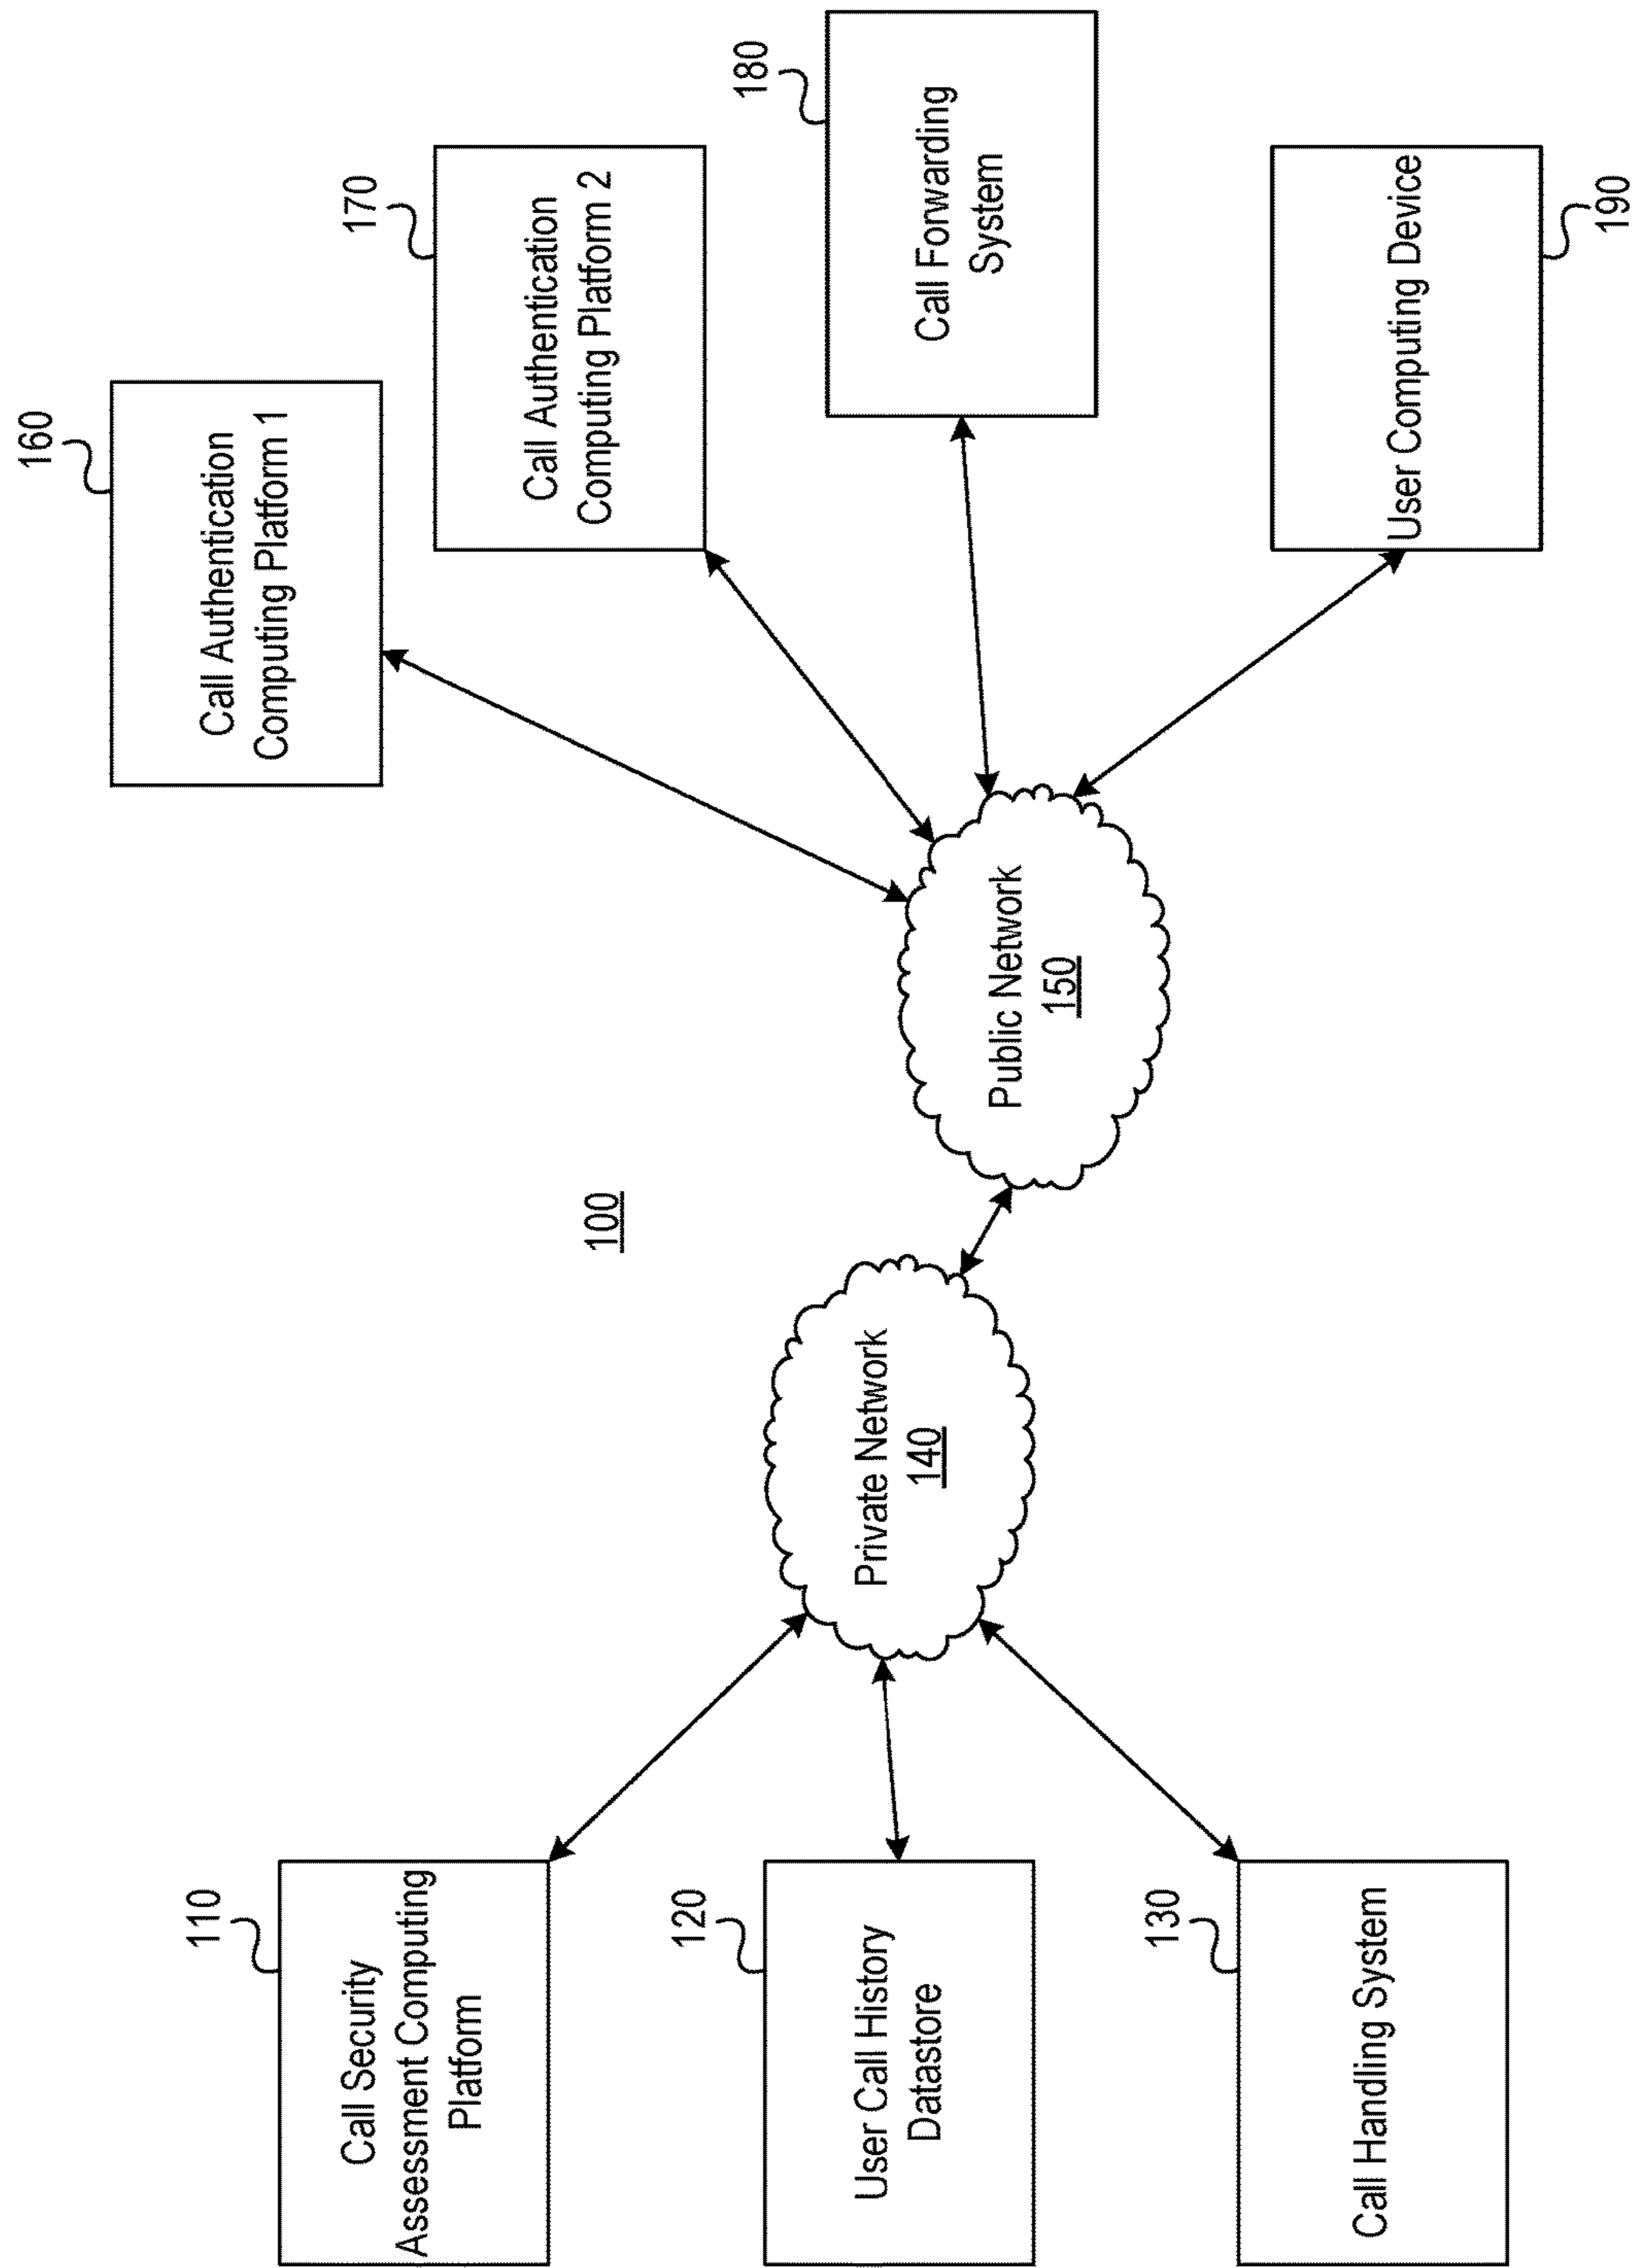 100
110
Call Security
Assessment Computing
Platform
120
User Call History
Datastore
130
Call Handling System
Private Network
140
Public Network
150
160
Call Authentication
Computing Platform 1
170
Call Authentication
Computing Platform 2
180
Call Forwarding
System
User Computing Device
190